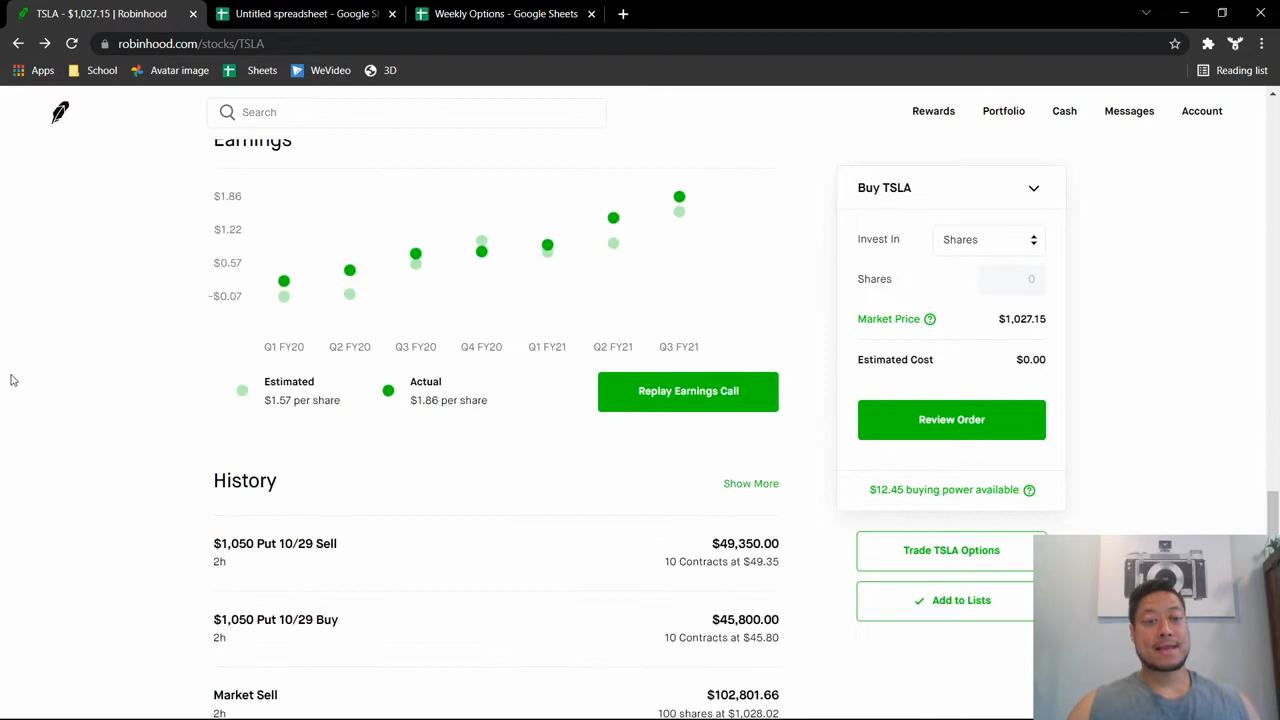 TSLA - $1,027.15 | Robinhood
Untitled spreadsheet - Google S
Weekly Options - Google Sheets
robinhood.com/stocks/TSLA
Apps
School
Avatar image
Sheets
WeVideo
3D
Reading list
Search
Rewards
Portfolio
Cash
Messages
Account
Earnings
$1.86
$1.22
$0.57
-$0.07
Q1 FY20
Q2 FY20
Q3 FY20
Q4 FY20
Q1 FY21
Q2 FY21
Q3 FY21
Estimated
$1.57 per share
Actual
$1.86 per share
Replay Earnings Call
History
Show More
$1,050 Put 10/29 Sell
$49,350.00
2h
10 Contracts at $49.35
$1,050 Put 10/29 Buy
$45,800.00
2h
10 Contracts at $45.80
Market Sell
$102,801.66
2h
100 shares at $1,028.02
Buy TSLA
Invest In
Shares
Shares
0
Market Price
$1,027.15
Estimated Cost
$0.00
Review Order
$12.45 buying power available
Trade TSLA Options
Add to Lists